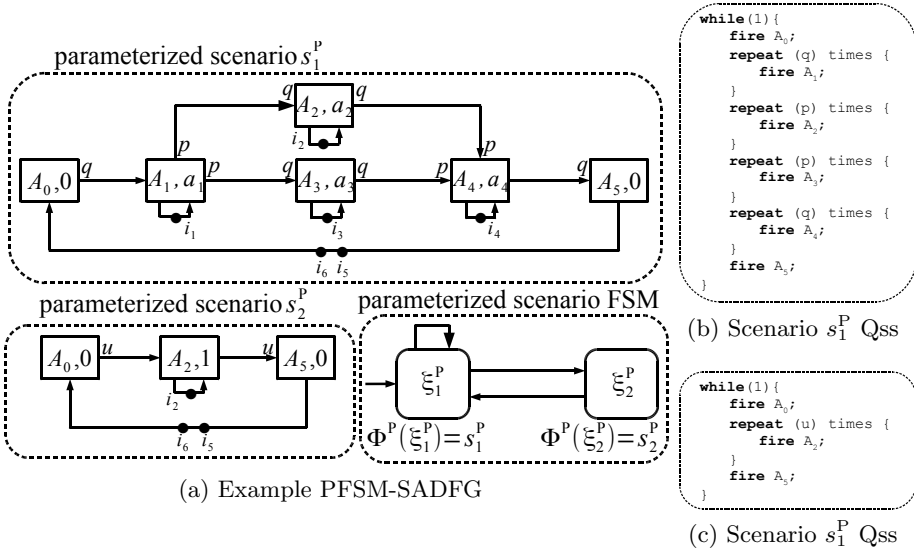 parameterized scenario s₁ᴾ
q A₂, a₂ q
i₂
p p
A₀,0 q A₁, a₁ p q A₃, a₃ q p A₄, a₄ q A₅,0
i₁ i₃ i₄
i₆ i₅
parameterized scenario s₂ᴾ
A₀,0 u A₂,1 u A₅,0
i₂
i₆ i₅
parameterized scenario FSM
ξ₁ᴾ ξ₂ᴾ
Φᴾ(ξ₁ᴾ)=s₁ᴾ Φᴾ(ξ₂ᴾ)=s₂ᴾ
(a) Example PFSM-SADFG
while(1){
fire A₀;
repeat (q) times {
fire A₁;
}
repeat (p) times {
fire A₂;
}
repeat (p) times {
fire A₃;
}
repeat (q) times {
fire A₄;
}
fire A₅;
}
(b) Scenario s₁ᴾ Qss
while(1){
fire A₀;
repeat (u) times {
fire A₂;
}
fire A₅;
}
(c) Scenario s₁ᴾ Qss